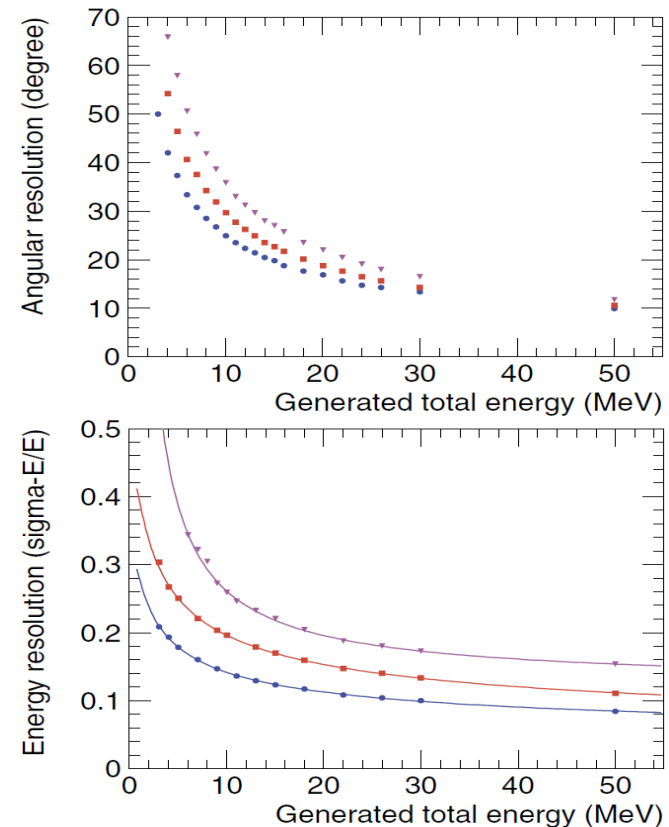 Angular resolution (degree)
70
60
50
40
30
20
10
0
0 10 20 30 40 50
Generated total energy (MeV)
Energy resolution (sigma-E/E)
0.5
0.4
0.3
0.2
0.1
0
0 10 20 30 40 50
Generated total energy (MeV)